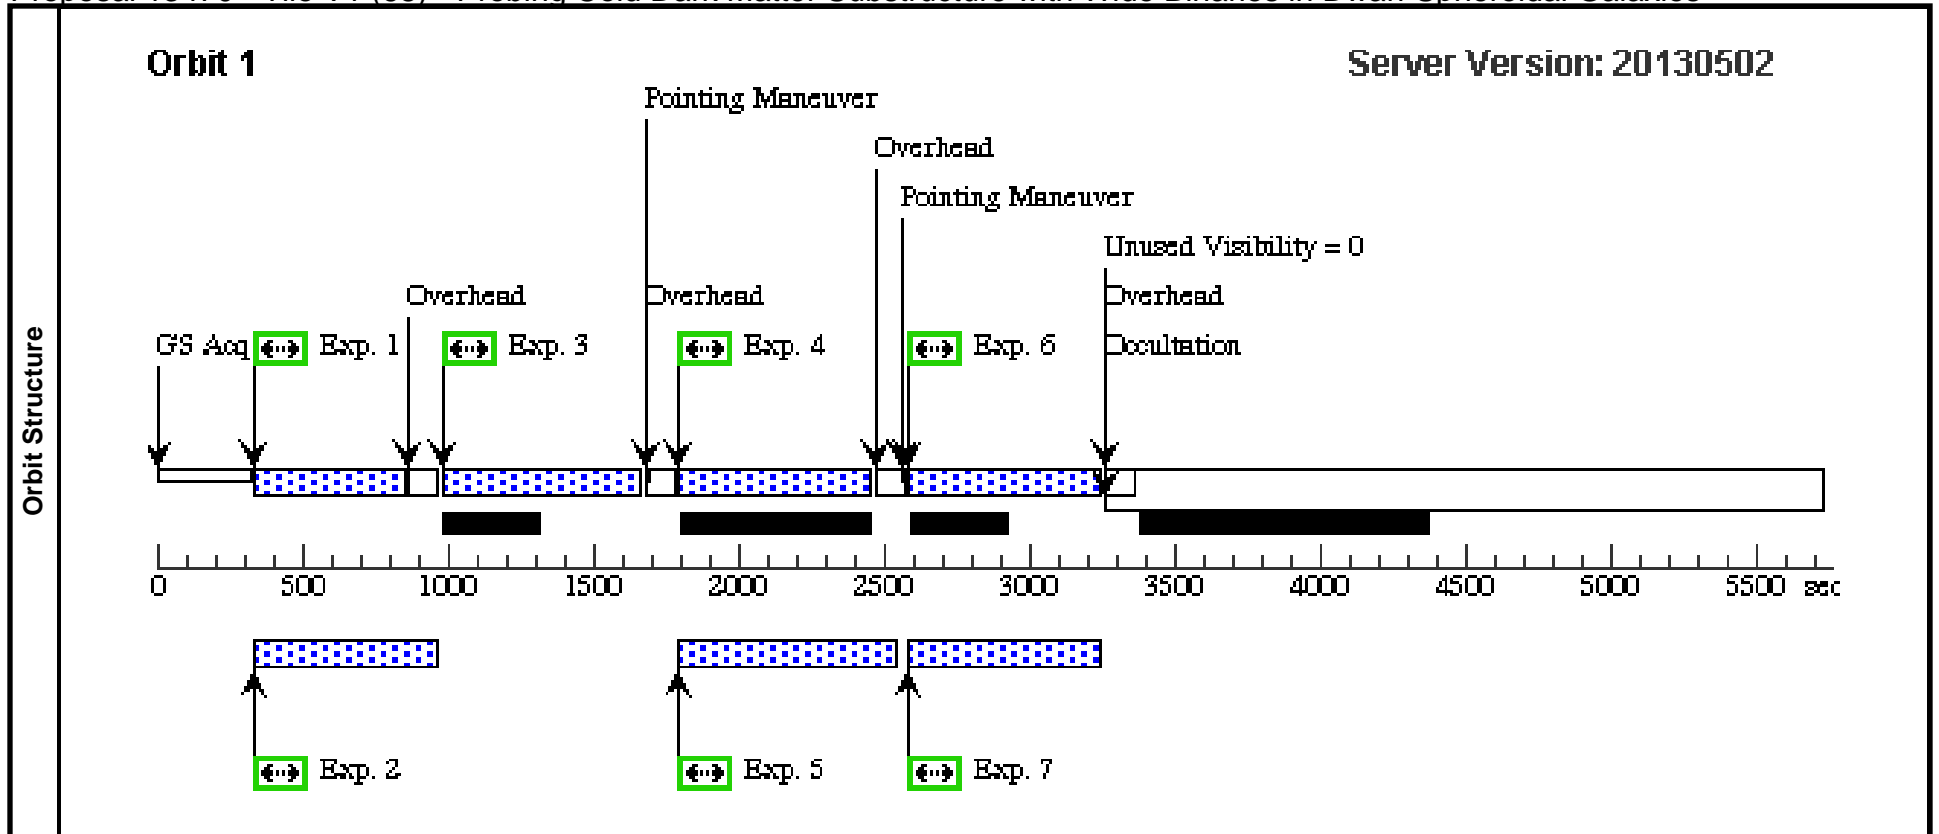 Orbit 1
Server Version: 20130502
Pointing Maneuver
Overhead
Pointing Maneuver
Unused Visibility = 0
Overhead
Overhead
Overhead
GS Acq
Exp. 1
Exp. 3
Exp. 4
Exp. 6
Occultation
Orbit Structure
0 500 1000 1500 2000 2500 3000 3500 4000 4500 5000 5500 sec
Exp. 2
Exp. 5
Exp. 7